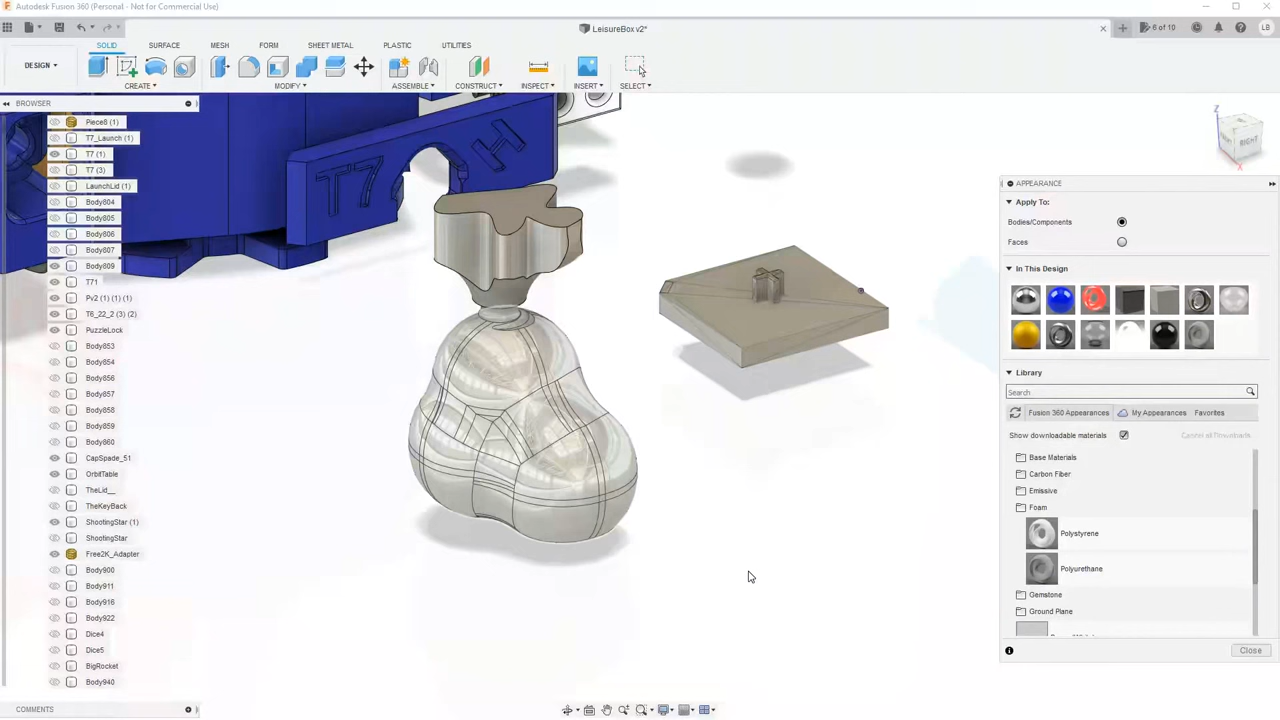 Autodesk Fusion 360 (Personal - Not for Commercial Use)
LeisureBox v2*
6 of 10
LB
DESIGN
SOLID
SURFACE
MESH
FORM
SHEET METAL
PLASTIC
UTILITIES
CREATE
MODIFY
ASSEMBLE
CONSTRUCT
INSPECT
INSERT
SELECT
BROWSER
Piece8 (1)
T7_Launch (1)
T7 (1)
T7 (3)
LaunchLid (1)
Body804
Body805
Body806
Body807
Body809
T71
Pv2 (1) (1) (1)
T6_22_2 (3) (2)
PuzzleLock
Body853
Body854
Body856
Body857
Body858
Body859
Body860
CapSpade_51
OrbitTable
TheLid__
TheKeyBack
ShootingStar (1)
ShootingStar
Free2K_Adapter
Body900
Body911
Body916
Body922
Dice4
Dice5
BigRocket
Body940
COMMENTS
T7
H
Z
RIGHT
X
APPEARANCE
Apply To:
Bodies/Components
Faces
In This Design
Library
Search
Fusion 360 Appearances
My Appearances
Favorites
Show downloadable materials
Cancel all Downloads
Base Materials
Carbon Fiber
Emissive
Foam
Polystyrene
Polyurethane
Gemstone
Ground Plane
Close